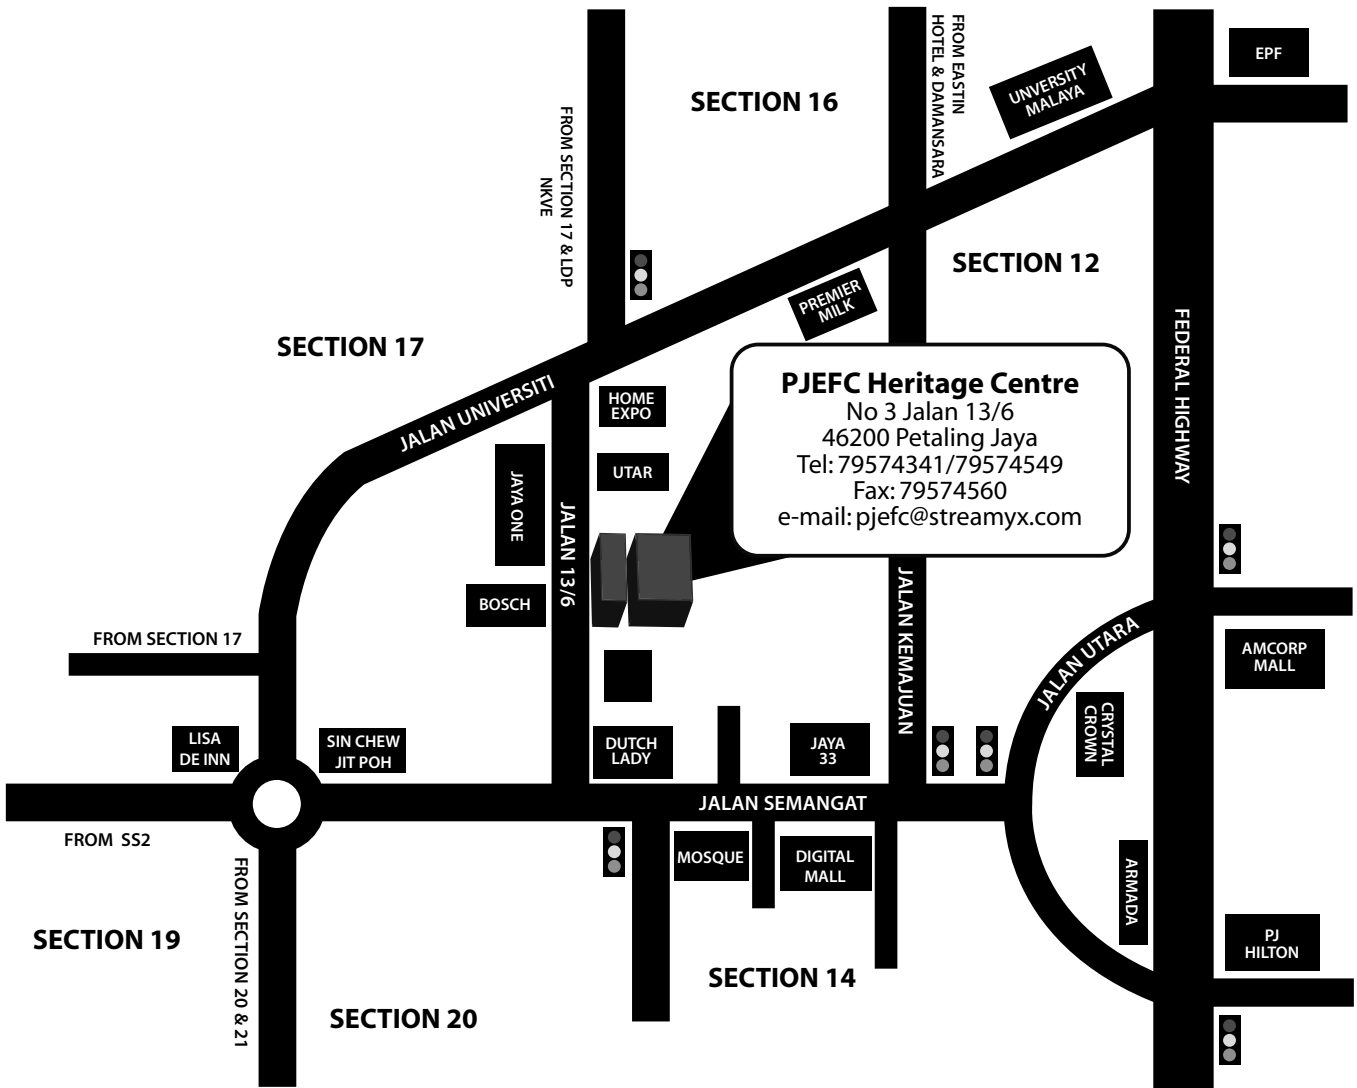 EPF
FROM EASTIN
HOTEL & DAMANSARA
UNVERSITY
MALAYA
SECTION 16
FROM SECTION 17 & LDP
NKVE
SECTION 12
PREMIER
MILK
SECTION 17
FEDERAL HIGHWAY
JALAN UNIVERSITI
HOME
EXPO
PJEFC Heritage Centre
No 3 Jalan 13/6
46200 Petaling Jaya
Tel: 79574341/79574549
Fax: 79574560
e-mail: pjefc@streamyx.com
UTAR
JAYA ONE
JALAN 13/6
BOSCH
JALAN KEMAJUAN
FROM SECTION 17
JALAN UTARA
AMCORP
MALL
CRYSTAL
CROWN
LISA
DE INN
SIN CHEW
JIT POH
DUTCH
LADY
JAYA
33
JALAN SEMANGAT
FROM SS2
MOSQUE
DIGITAL
MALL
ARMADA
FROM SECTION 20 & 21
SECTION 19
PJ
HILTON
SECTION 14
SECTION 20